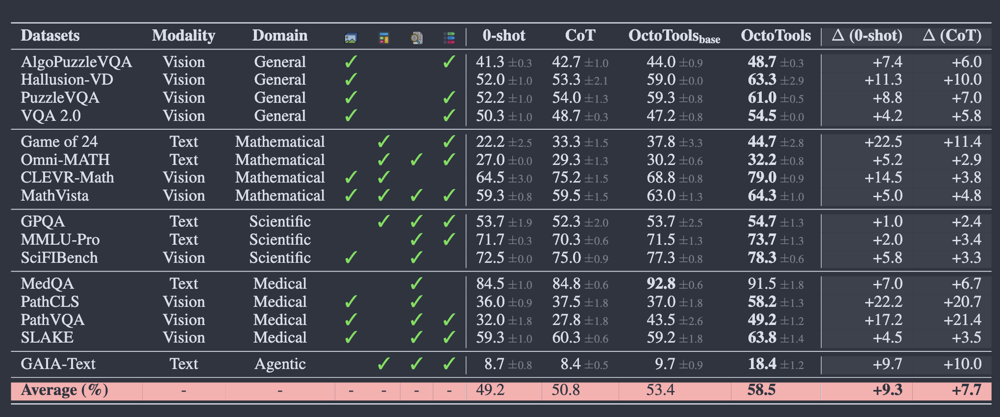 Datasets Modality Domain 0-shot CoT OctoTools_base OctoTools Δ (0-shot) Δ (CoT)
AlgoPuzzleVQA Vision General ✓ ✓ 41.3 ±0.3 42.7 ±1.0 44.0 ±0.9 48.7 ±0.3 +7.4 +6.0
Hallusion-VD Vision General ✓ 52.0 ±1.0 53.3 ±2.1 59.0 ±0.0 63.3 ±2.9 +11.3 +10.0
PuzzleVQA Vision General ✓ ✓ 52.2 ±1.0 54.0 ±1.3 59.3 ±0.8 61.0 ±0.5 +8.8 +7.0
VQA 2.0 Vision General ✓ ✓ 50.3 ±1.0 48.7 ±0.3 47.2 ±0.8 54.5 ±0.0 +4.2 +5.8
Game of 24 Text Mathematical ✓ ✓ 22.2 ±2.5 33.3 ±1.5 37.8 ±3.3 44.7 ±2.8 +22.5 +11.4
Omni-MATH Text Mathematical ✓ ✓ ✓ 27.0 ±0.0 29.3 ±1.3 30.2 ±0.6 32.2 ±0.8 +5.2 +2.9
CLEVR-Math Vision Mathematical ✓ ✓ 64.5 ±3.0 75.2 ±1.5 68.8 ±0.8 79.0 ±0.9 +14.5 +3.8
MathVista Vision Mathematical ✓ ✓ ✓ ✓ 59.3 ±0.8 59.5 ±1.5 63.0 ±1.3 64.3 ±1.0 +5.0 +4.8
GPQA Text Scientific ✓ ✓ ✓ 53.7 ±1.9 52.3 ±2.0 53.7 ±2.5 54.7 ±1.3 +1.0 +2.4
MMLU-Pro Text Scientific ✓ ✓ 71.7 ±0.3 70.3 ±0.6 71.5 ±1.3 73.7 ±1.3 +2.0 +3.4
SciFIBench Vision Scientific ✓ ✓ 72.5 ±0.0 75.0 ±0.9 77.3 ±0.8 78.3 ±0.6 +5.8 +3.3
MedQA Text Medical ✓ 84.5 ±1.0 84.8 ±0.6 92.8 ±0.6 91.5 ±1.8 +7.0 +6.7
PathCLS Vision Medical ✓ ✓ 36.0 ±0.9 37.5 ±1.8 37.0 ±1.8 58.2 ±1.3 +22.2 +20.7
PathVQA Vision Medical ✓ ✓ ✓ 32.0 ±1.8 27.8 ±1.8 43.5 ±2.6 49.2 ±1.2 +17.2 +21.4
SLAKE Vision Medical ✓ ✓ ✓ 59.3 ±1.0 60.3 ±0.6 59.2 ±1.8 63.8 ±1.4 +4.5 +3.5
GAIA-Text Text Agentic ✓ ✓ ✓ 8.7 ±0.8 8.4 ±0.5 9.7 ±0.9 18.4 ±1.2 +9.7 +10.0
Average (%) - - - - - - 49.2 50.8 53.4 58.5 +9.3 +7.7